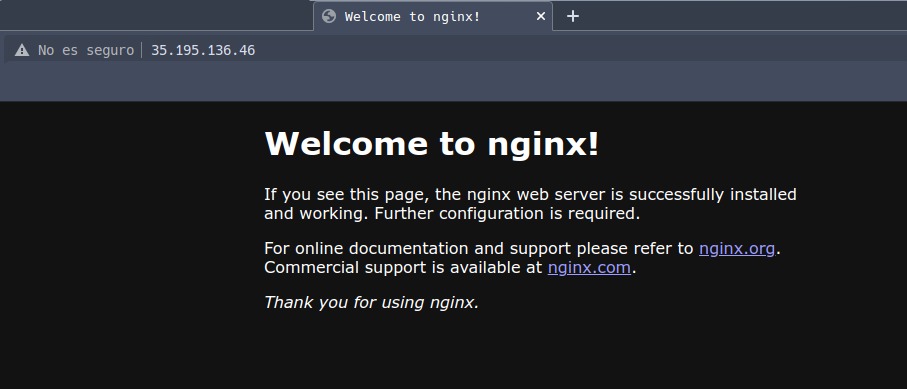 Welcome to nginx!
No es seguro 35.195.136.46
Welcome to nginx!
If you see this page, the nginx web server is successfully installed
and working. Further configuration is required.
For online documentation and support please refer to nginx.org.
Commercial support is available at nginx.com.
Thank you for using nginx.